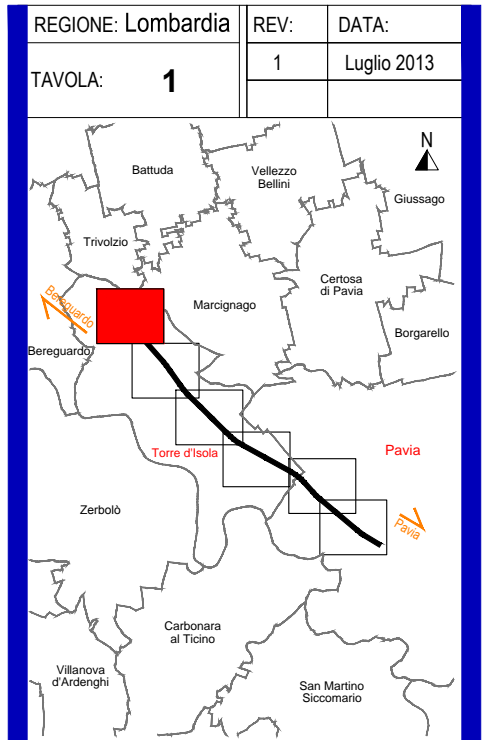 REGIONE: Lombardia
REV:
DATA:
TAVOLA: 1
1
Luglio 2013
N
Battuda
Vellezzo
Bellini
Giussago
Trivolzio
Certosa
di Pavia
Bereguardo
Marcignago
Borgarello
Bereguardo
Torre d'Isola
Pavia
Zerbolò
Pavia
Carbonara
al Ticino
Villanova
d'Ardenghi
San Martino
Siccomario